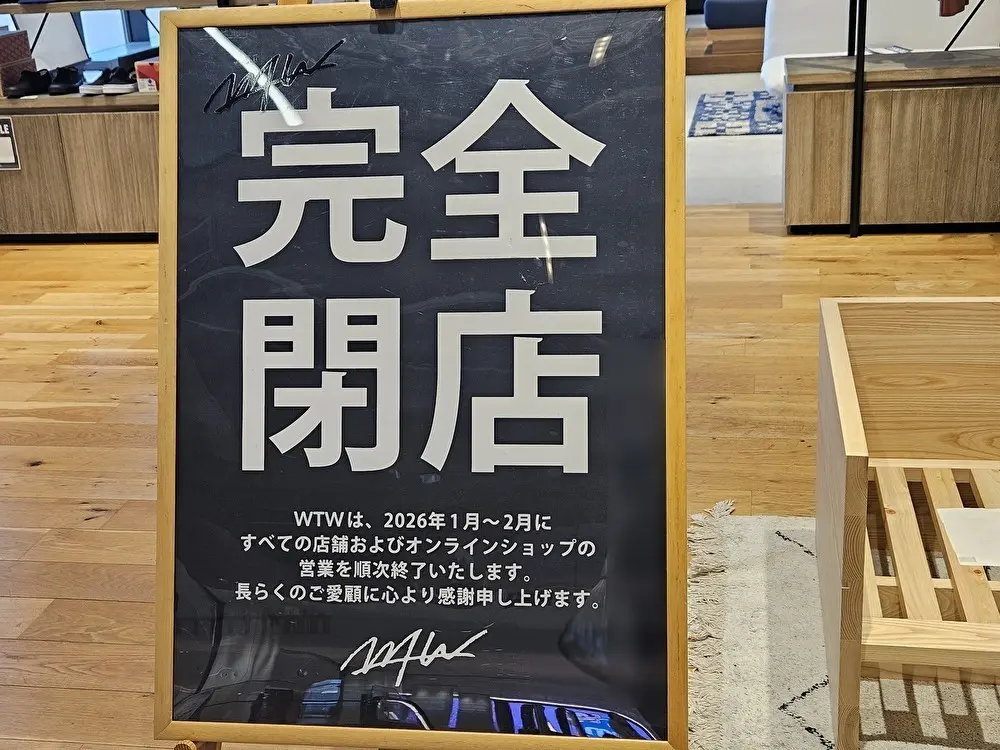 完全
閉店
WTWは、2026年1月～2月に
すべての店舗およびオンラインショップの
営業を順次終了いたします。
長らくのご愛顧に心より感謝申し上げます。